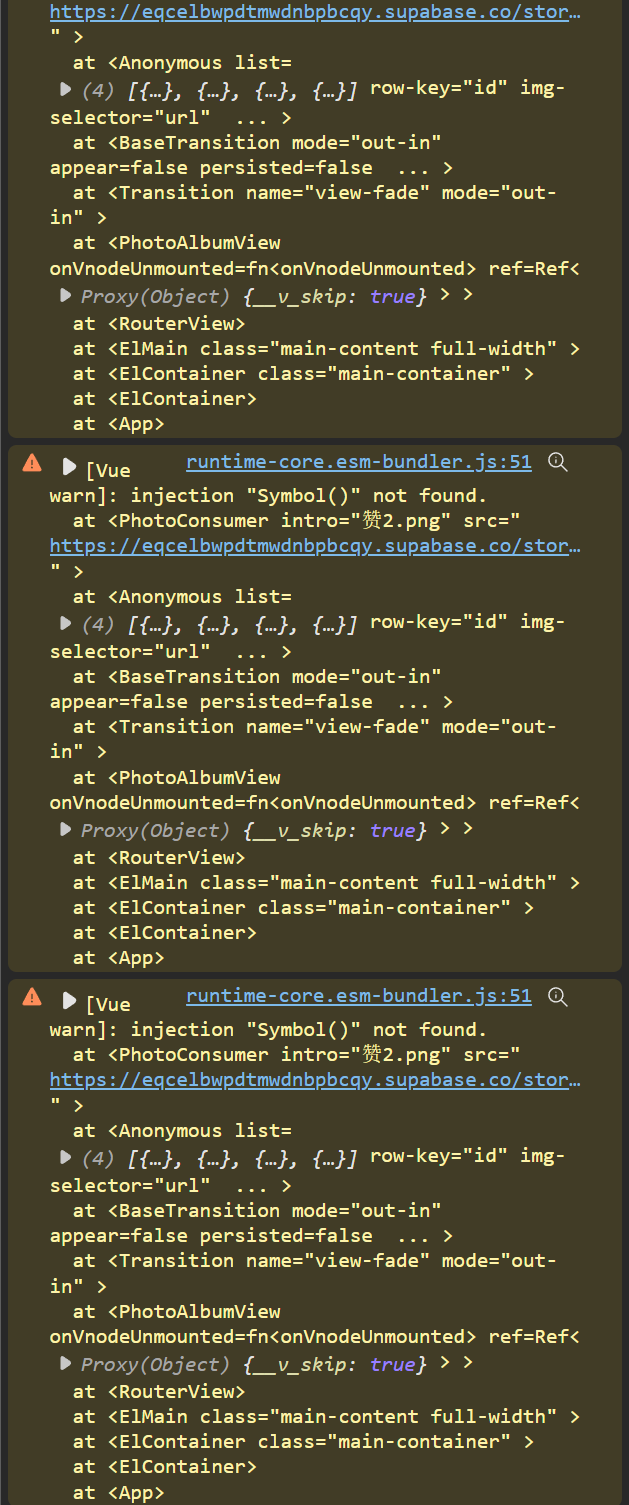 https://eqcelbwpdtmwdnbpbcqy.supabase.co/stor…
" >
at <Anonymous list=
(4) [{…}, {…}, {…}, {…}] row-key="id" img-
selector="url"  ... >
at <BaseTransition mode="out-in"
appear=false persisted=false  ... >
at <Transition name="view-fade" mode="out-
in" >
at <PhotoAlbumView
onVnodeUnmounted=fn<onVnodeUnmounted> ref=Ref<
Proxy(Object) {__v_skip: true} > >
at <RouterView>
at <ElMain class="main-content full-width" >
at <ElContainer class="main-container" >
at <ElContainer>
at <App>
[Vue runtime-core.esm-bundler.js:51
warn]: injection "Symbol()" not found.
at <PhotoConsumer intro="赞2.png" src="
https://eqcelbwpdtmwdnbpbcqy.supabase.co/stor…
" >
at <Anonymous list=
(4) [{…}, {…}, {…}, {…}] row-key="id" img-
selector="url"  ... >
at <BaseTransition mode="out-in"
appear=false persisted=false  ... >
at <Transition name="view-fade" mode="out-
in" >
at <PhotoAlbumView
onVnodeUnmounted=fn<onVnodeUnmounted> ref=Ref<
Proxy(Object) {__v_skip: true} > >
at <RouterView>
at <ElMain class="main-content full-width" >
at <ElContainer class="main-container" >
at <ElContainer>
at <App>
[Vue runtime-core.esm-bundler.js:51
warn]: injection "Symbol()" not found.
at <PhotoConsumer intro="赞2.png" src="
https://eqcelbwpdtmwdnbpbcqy.supabase.co/stor…
" >
at <Anonymous list=
(4) [{…}, {…}, {…}, {…}] row-key="id" img-
selector="url"  ... >
at <BaseTransition mode="out-in"
appear=false persisted=false  ... >
at <Transition name="view-fade" mode="out-
in" >
at <PhotoAlbumView
onVnodeUnmounted=fn<onVnodeUnmounted> ref=Ref<
Proxy(Object) {__v_skip: true} > >
at <RouterView>
at <ElMain class="main-content full-width" >
at <ElContainer class="main-container" >
at <ElContainer>
at <App>